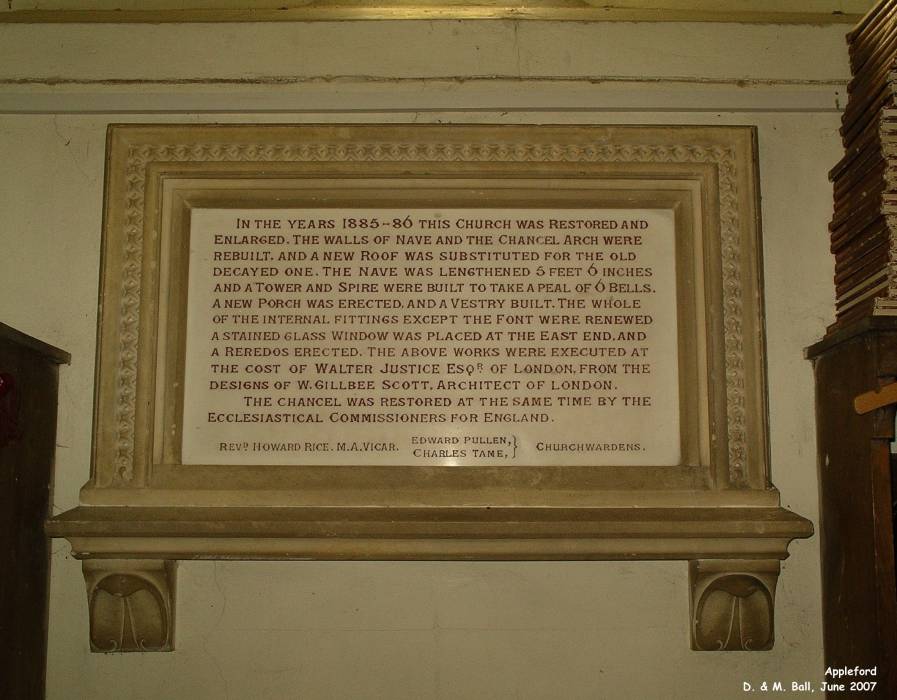 IN THE YEARS 1885-86 THIS CHURCH WAS RESTORED AND
ENLARGED. THE WALLS OF NAVE AND THE CHANCEL ARCH WERE
REBUILT, AND A NEW ROOF WAS SUBSTITUTED FOR THE OLD
DECAYED ONE. THE NAVE WAS LENGTHENED 5 FEET 6 INCHES
AND A TOWER AND SPIRE WERE BUILT TO TAKE A PEAL OF 6 BELLS.
A NEW PORCH WAS ERECTED, AND A VESTRY BUILT. THE WHOLE
OF THE INTERNAL FITTINGS EXCEPT THE FONT WERE RENEWED
A STAINED GLASS WINDOW WAS PLACED AT THE EAST END, AND
A REREDOS ERECTED. THE ABOVE WORKS WERE EXECUTED AT
THE COST OF WALTER JUSTICE ESQR. OF LONDON, FROM THE
DESIGNS OF W. GILLBEE SCOTT, ARCHITECT OF LONDON.
THE CHANCEL WAS RESTORED AT THE SAME TIME BY THE
ECCLESIASTICAL COMMISSIONERS FOR ENGLAND.
REVD. HOWARD RICE. M.A. VICAR. EDWARD PULLEN, CHARLES TAME, } CHURCHWARDENS.
Appleford
D. & M. Ball, June 2007